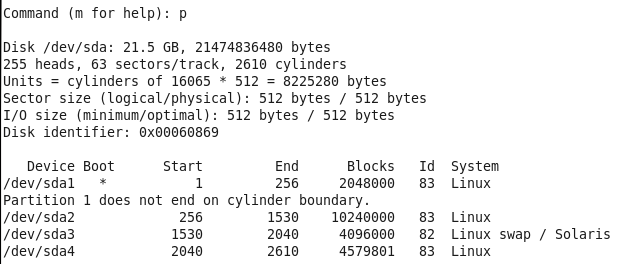 Command (m for help): p
Disk /dev/sda: 21.5 GB, 21474836480 bytes
255 heads, 63 sectors/track, 2610 cylinders
Units = cylinders of 16065 * 512 = 8225280 bytes
Sector size (logical/physical): 512 bytes / 512 bytes
I/O size (minimum/optimal): 512 bytes / 512 bytes
Disk identifier: 0x00060869
   Device Boot      Start         End      Blocks   Id  System
/dev/sda1   *           1         256     2048000   83  Linux
Partition 1 does not end on cylinder boundary.
/dev/sda2             256        1530    10240000   83  Linux
/dev/sda3            1530        2040     4096000   82  Linux swap / Solaris
/dev/sda4            2040        2610     4579801   83  Linux